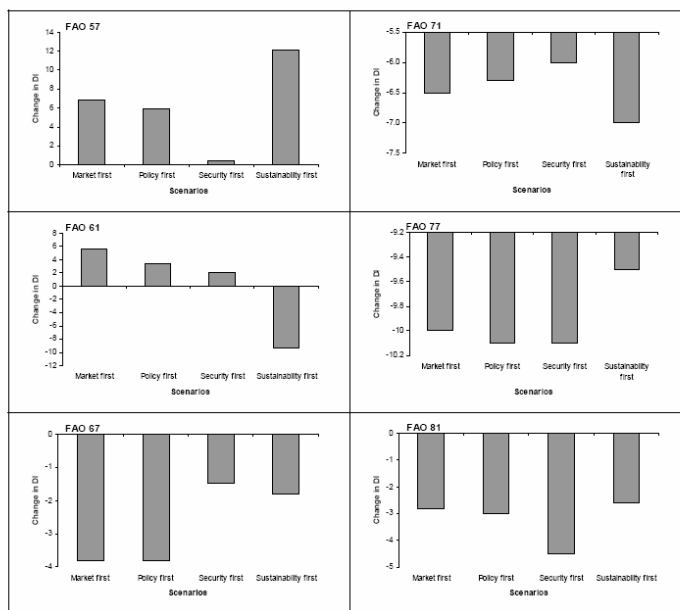 FAO 57
Change in DI
14
12
10
8
6
4
2
0
Market first Policy first Security first Sustainability first
Scenarios
FAO 71
Change in DI
-5.5
-6.0
-6.5
-7.0
-7.5
Market first Policy first Security first Sustainability
first
Scenarios
FAO 61
Change in DI
8
6
4
2
0
-2
-4
-6
-8
-10
-12
Market first Policy first Security first Sustainability first
Scenarios
FAO 77
Change in DI
-9.2
-9.4
-9.6
-9.8
-10
-10.2
Market first Policy first Security first Sustainability
first
Scenarios
FAO 67
Change in DI
0
-1
-2
-3
-4
Market first Policy first Security first Sustainability first
Scenarios
FAO 81
Change in DI
0
-1
-2
-3
-4
-5
Market first Policy first Security first Sustainability first
Scenarios